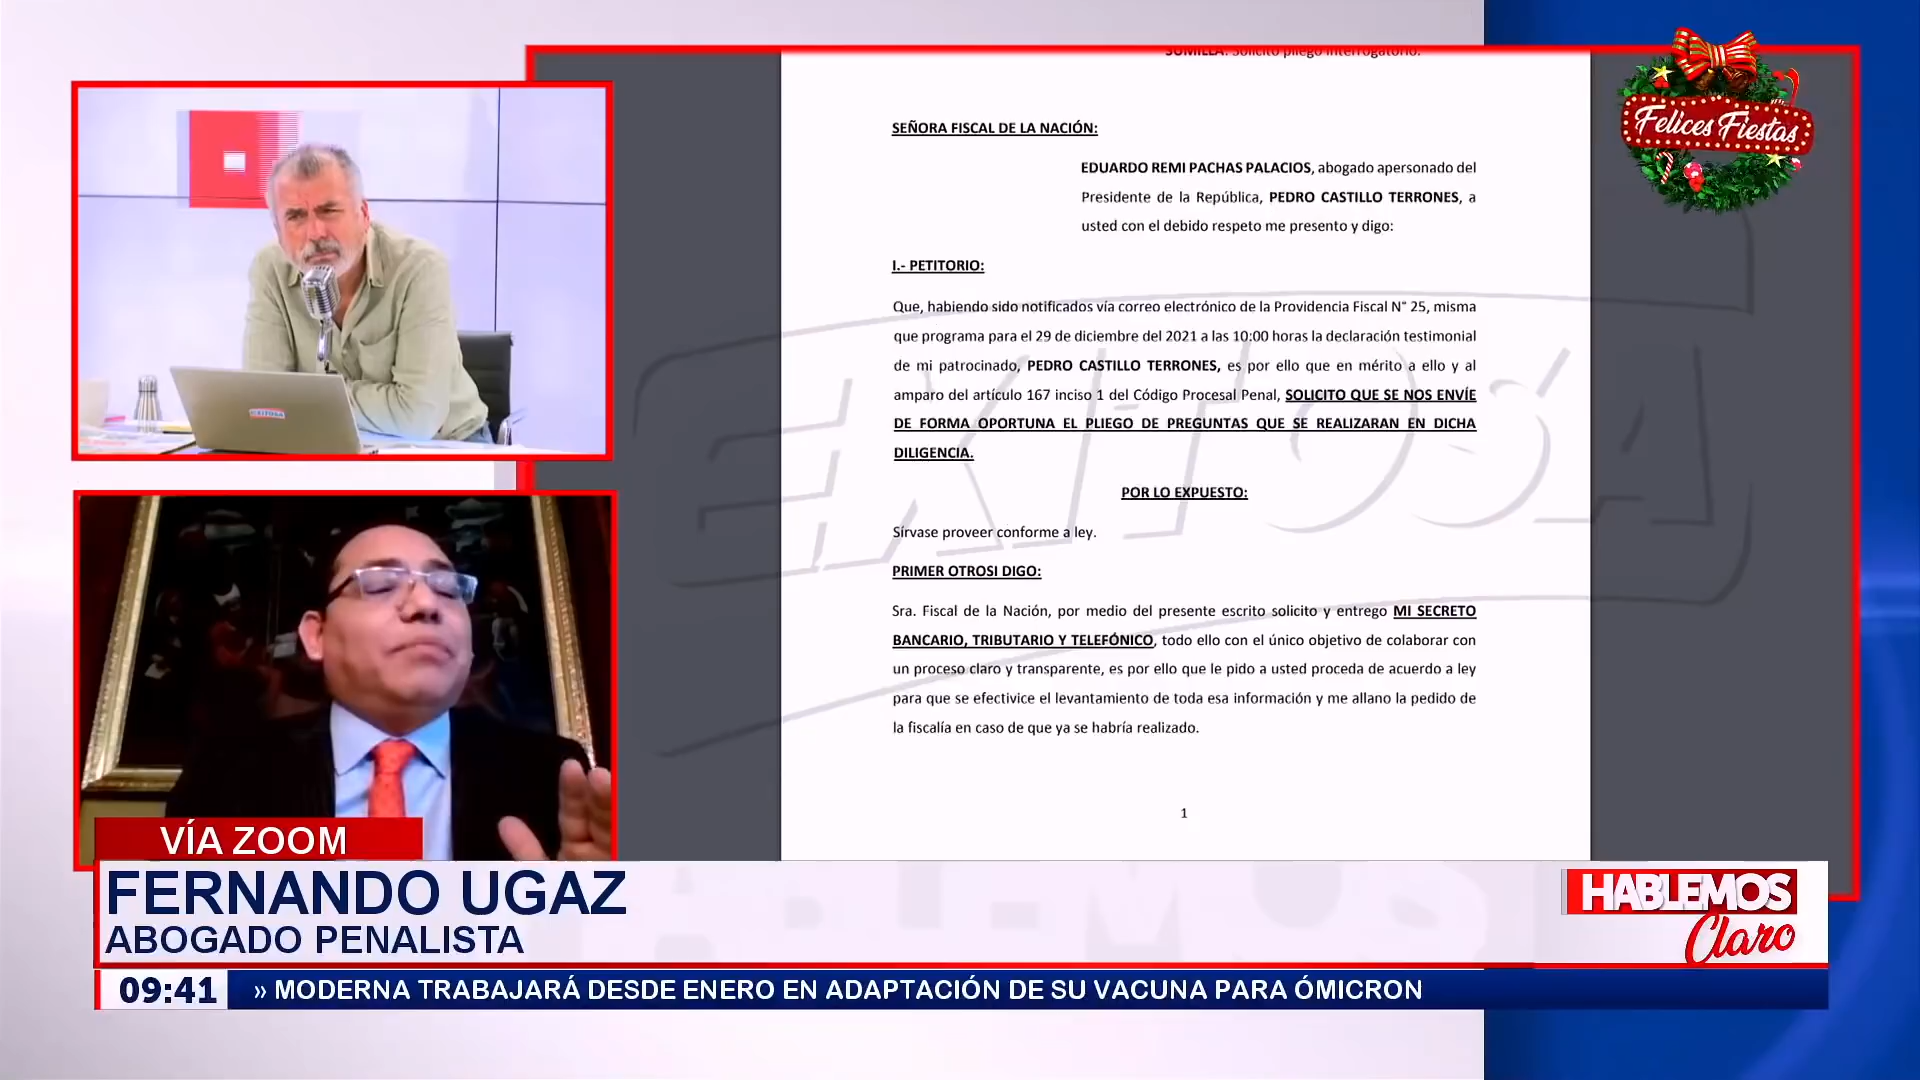 SUMILLA: Solicito pliego interrogatorio.
SEÑORA FISCAL DE LA NACIÓN:
EDUARDO REMI PACHAS PALACIOS, abogado apersonado del
Presidente de la República, PEDRO CASTILLO TERRONES, a
usted con el debido respeto me presento y digo:
I.- PETITORIO:
Que, habiendo sido notificados vía correo electrónico de la Providencia Fiscal N° 25, misma
que programa para el 29 de diciembre del 2021 a las 10:00 horas la declaración testimonial
de mi patrocinado, PEDRO CASTILLO TERRONES, es por ello que en mérito a ello y al
amparo del artículo 167 inciso 1 del Código Procesal Penal, SOLICITO QUE SE NOS ENVÍE
DE FORMA OPORTUNA EL PLIEGO DE PREGUNTAS QUE SE REALIZARAN EN DICHA
DILIGENCIA.
POR LO EXPUESTO:
Sírvase proveer conforme a ley.
PRIMER OTROSI DIGO:
Sra. Fiscal de la Nación, por medio del presente escrito solicito y entrego MI SECRETO
BANCARIO, TRIBUTARIO Y TELEFÓNICO, todo ello con el único objetivo de colaborar con
un proceso claro y transparente, es por ello que le pido a usted proceda de acuerdo a ley
para que se efectivice el levantamiento de toda esa información y me allano la pedido de
la fiscalía en caso de que ya se habría realizado.
1
EXITOSA
Felices Fiestas
EXITOSA
VÍA ZOOM
FERNANDO UGAZ
ABOGADO PENALISTA
HABLEMOS
Claro
09:41
» MODERNA TRABAJARÁ DESDE ENERO EN ADAPTACIÓN DE SU VACUNA PARA ÓMICRON